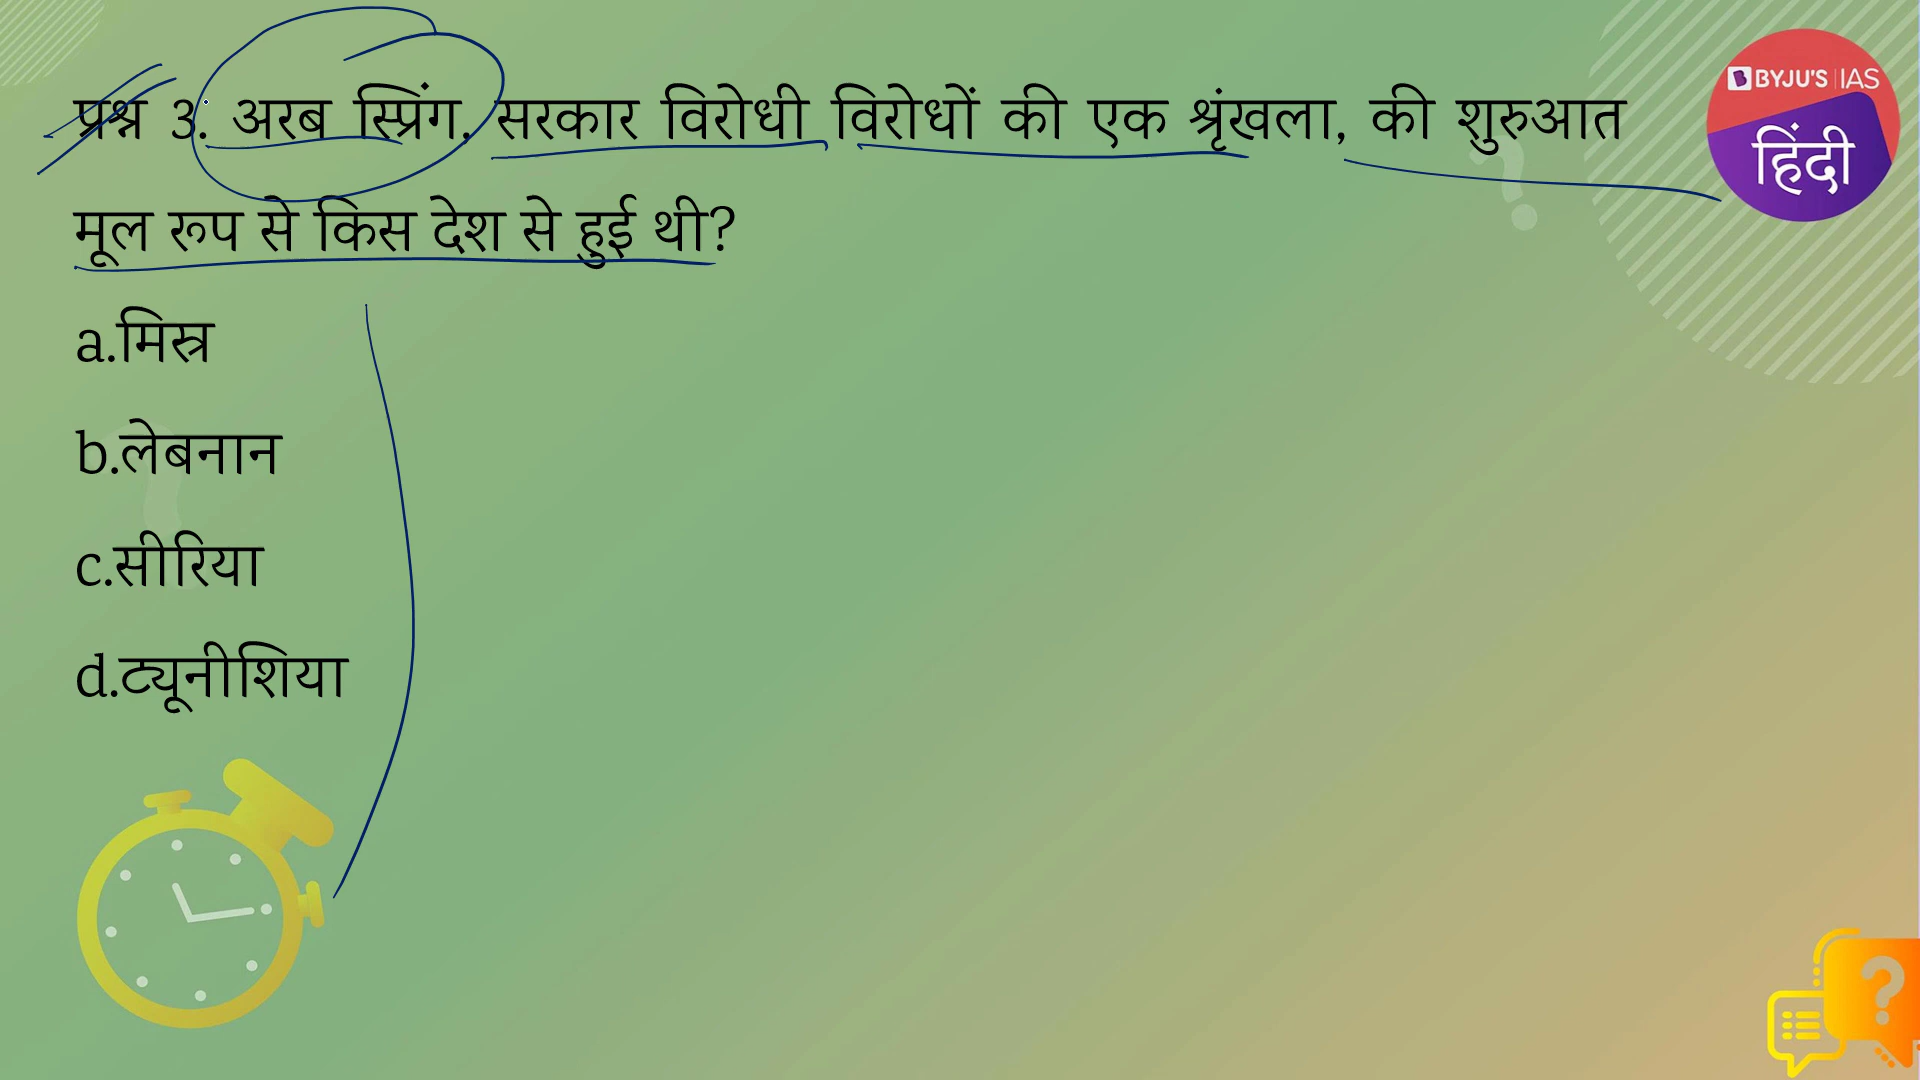 प्रश्न 3. अरब स्प्रिंग, सरकार विरोधी विरोधों की एक श्रृंखला, की शुरुआत
मूल रूप से किस देश से हुई थी?
a.मिस्र
b.लेबनान
c.सीरिया
d.ट्यूनीशिया
BYJU'S IAS
हिंदी